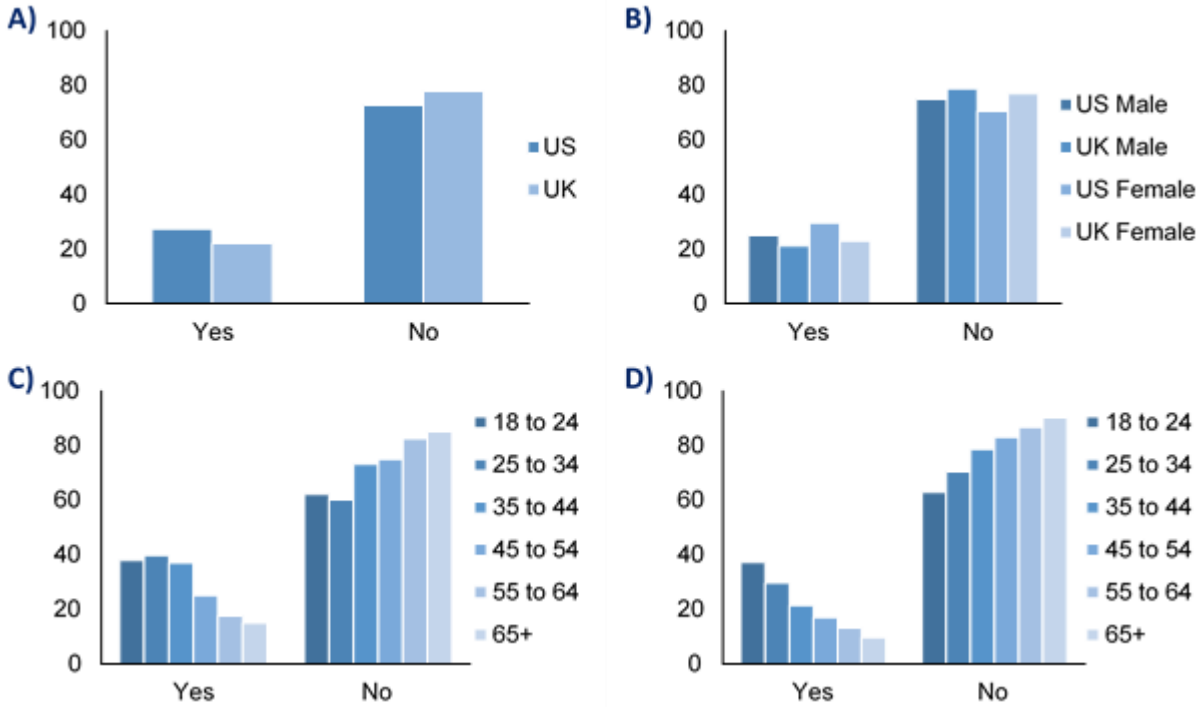 A)
100
80
60
40
20
0
Yes No
US
UK
B)
100
80
60
40
20
0
Yes No
US Male
UK Male
US Female
UK Female
C)
100
80
60
40
20
0
Yes No
18 to 24
25 to 34
35 to 44
45 to 54
55 to 64
65+
D)
100
80
60
40
20
0
Yes No
18 to 24
25 to 34
35 to 44
45 to 54
55 to 64
65+